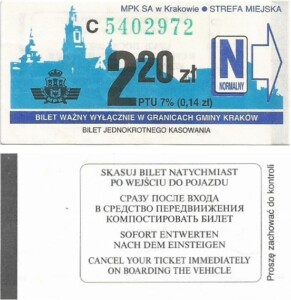 MPK SA w Krakowie ● STREFA MIEJSKA
C 5402972
2 20 zł
PTU 7% (0,14 zł)
N
NORMALNY
BILET WAŻNY WYŁĄCZNIE W GRANICACH GMINY KRAKÓW
BILET JEDNOKROTNEGO KASOWANIA
SKASUJ BILET NATYCHMIAST
PO WEJŚCIU DO POJAZDU
СРАЗУ ПОСЛЕ ВХОДА
В СРЕДСТВО ПЕРЕДВИЖЕНИЯ
КОМПОСТИРОВАТЬ БИЛЕТ
SOFORT ENTWERTEN
NACH DEM EINSTEIGEN
CANCEL YOUR TICKET IMMEDIATELY
ON BOARDING THE VEHICLE
Proszę zachować do kontroli